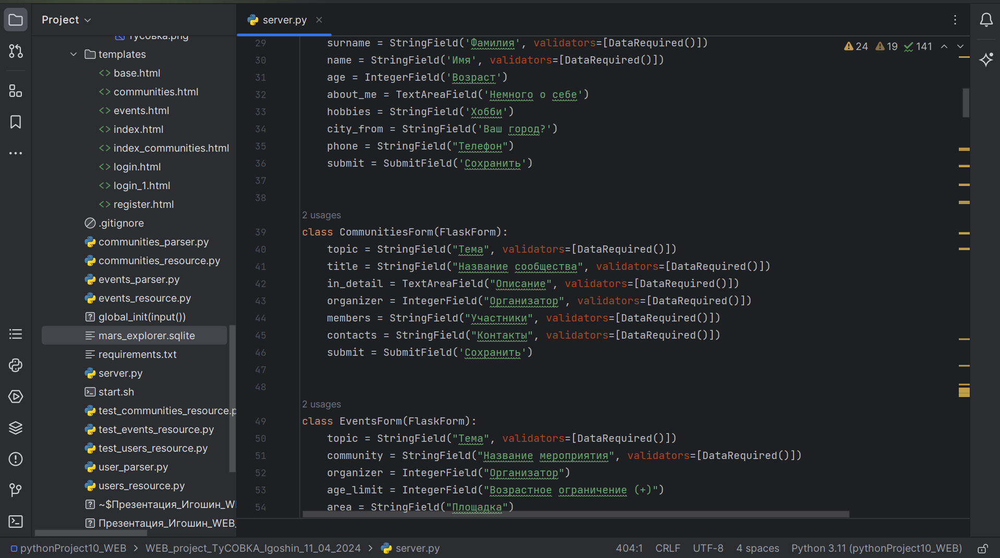 Project
тусовка.png
templates
base.html
communities.html
events.html
index.html
index_communities.html
login.html
login_1.html
register.html
.gitignore
communities_parser.py
communities_resource.py
events_parser.py
events_resource.py
global_init(input())
mars_explorer.sqlite
requirements.txt
server.py
start.sh
test_communities_resource.p
test_events_resource.py
test_users_resource.py
user_parser.py
users_resource.py
~$Презентация_Игошин_WE
Презентация_Игошин_WEB_
server.py
24 19 141
29 surname = StringField('Фамилия', validators=[DataRequired()])
30 name = StringField('Имя', validators=[DataRequired()])
31 age = IntegerField('Возраст')
32 about_me = TextAreaField('Немного о себе')
33 hobbies = StringField('Хобби')
34 city_from = StringField('Ваш город?')
35 phone = StringField("Телефон")
36 submit = SubmitField('Сохранить')
37
38
2 usages
39 class CommunitiesForm(FlaskForm):
40 topic = StringField("Тема", validators=[DataRequired()])
41 title = StringField("Название сообщества", validators=[DataRequired()])
42 in_detail = TextAreaField("Описание", validators=[DataRequired()])
43 organizer = IntegerField("Организатор", validators=[DataRequired()])
44 members = StringField("Участники", validators=[DataRequired()])
45 contacts = StringField("Контакты", validators=[DataRequired()])
46 submit = SubmitField('Сохранить')
47
48
2 usages
49 class EventsForm(FlaskForm):
50 topic = StringField("Тема", validators=[DataRequired()])
51 community = StringField("Название мероприятия", validators=[DataRequired()])
52 organizer = IntegerField("Организатор")
53 age_limit = IntegerField("Возрастное ограничение (+)")
54 area = StringField("Площадка")
pythonProject10_WEB > WEB_project_ТуСОВКА_Igoshin_11_04_2024 > server.py
404:1 CRLF UTF-8 4 spaces Python 3.11 (pythonProject10_WEB)